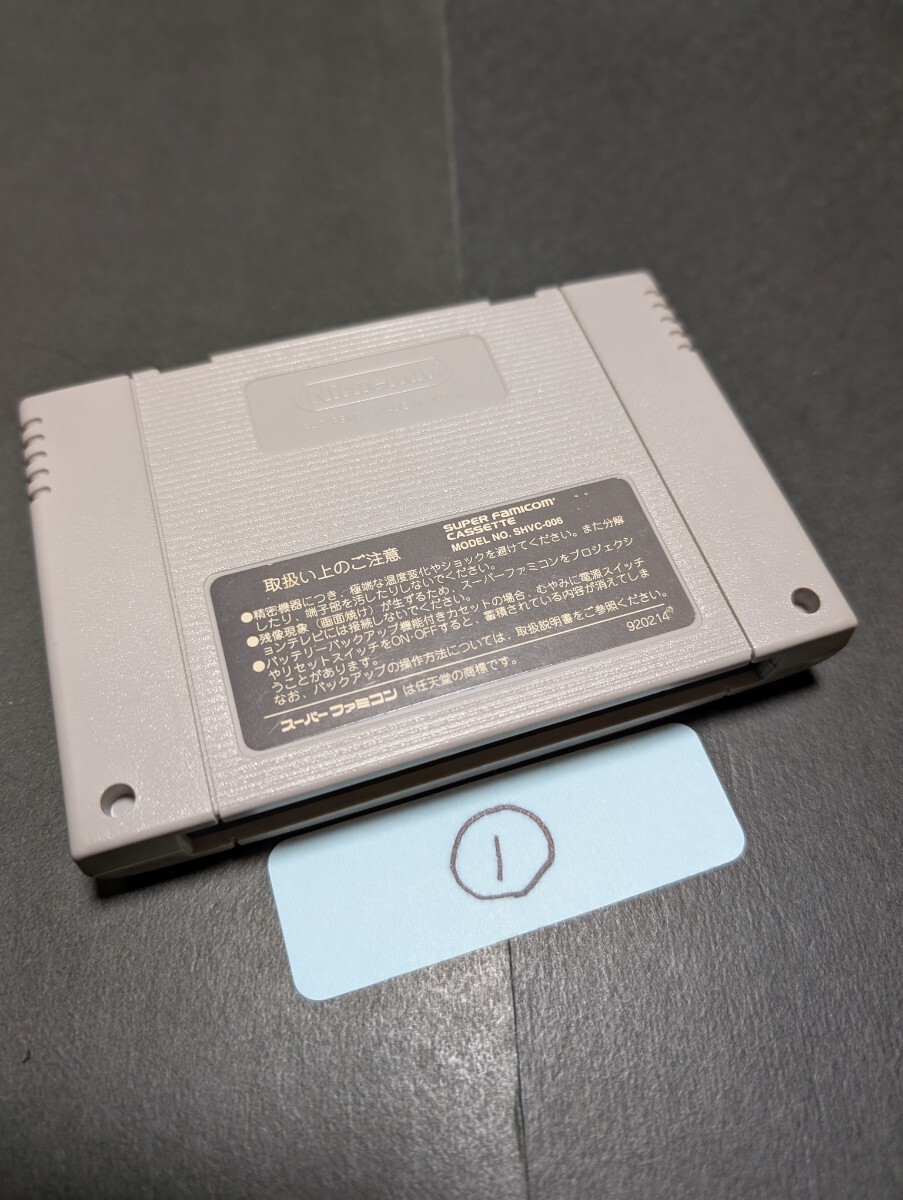 Nintendo
SUPER Famicom
CASSETTE
MODEL NO. SHVC-006
取扱い上のご注意
●精密機器につき、極端な温度変化やショックを避けてください。また分解
したり、端子部を汚したりしないでください。
●残像現象（画面焼け）が生ずるため、スーパーファミコンをプロジェクシ
ョンテレビには接続しないでください。
●バッテリーバックアップ機能付きカセットの場合、むやみに電源スイッチ
やリセットスイッチをON・OFFすると、蓄積されている内容が消えてしま
うことがあります。
なお、バックアップの操作方法については、取扱説明書をご参照ください。
スーパーファミコンは任天堂の商標です。
920214
①